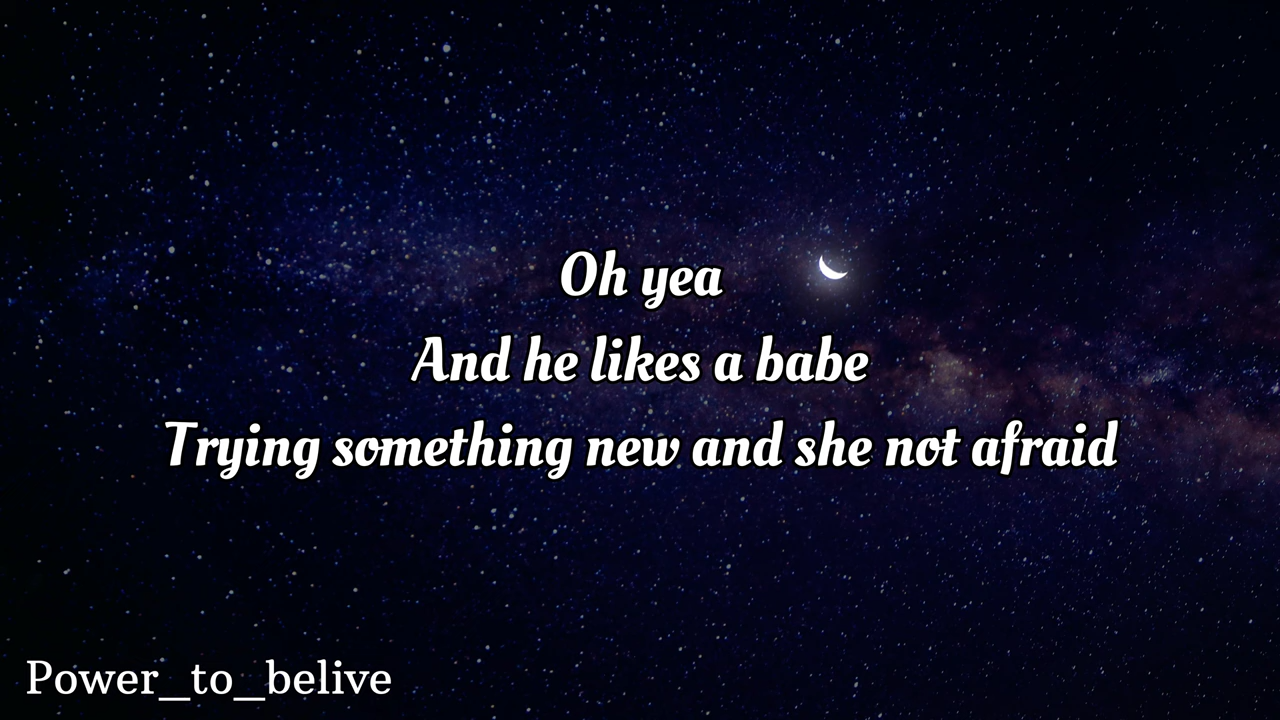 Oh yea
And he likes a babe
Trying something new and she not afraid
Power_to_belive